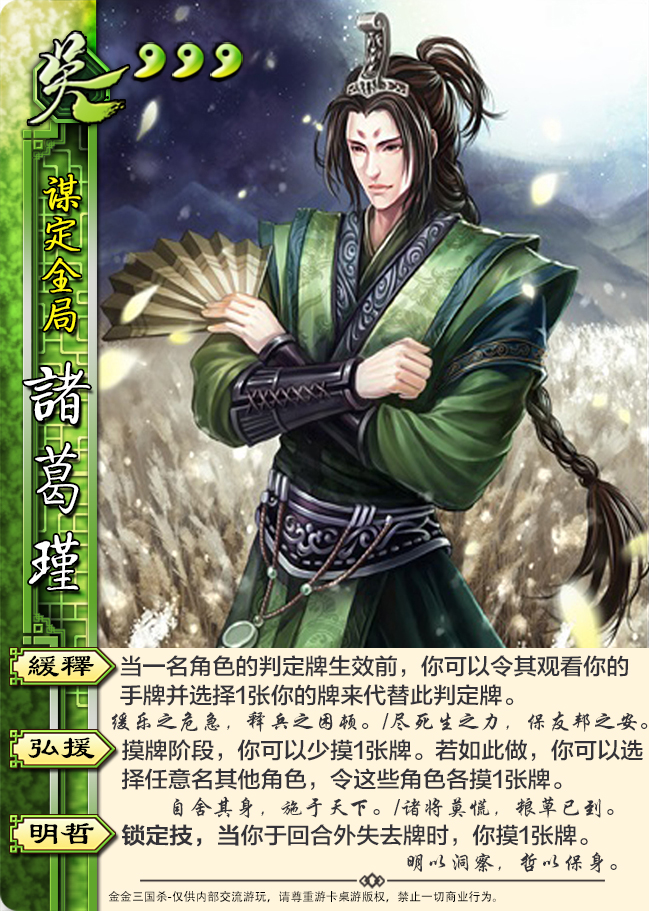 吴
谋定全局
諸葛瑾
緩釋
当一名角色的判定牌生效前，你可以令其观看你的
手牌并选择1张你的牌来代替此判定牌。
缓乐之危急，释兵之困顿。/尽死生之力，保友邦之安。
弘援
摸牌阶段，你可以少摸1张牌。若如此做，你可以选
择任意名其他角色，令这些角色各摸1张牌。
自舍其身，施于天下。/诸将莫慌，粮草已到。
明哲
锁定技，当你于回合外失去牌时，你摸1张牌。
明以洞察，哲以保身。
金金三国杀-仅供内部交流游玩，请尊重游卡桌游版权，禁止一切商业行为。